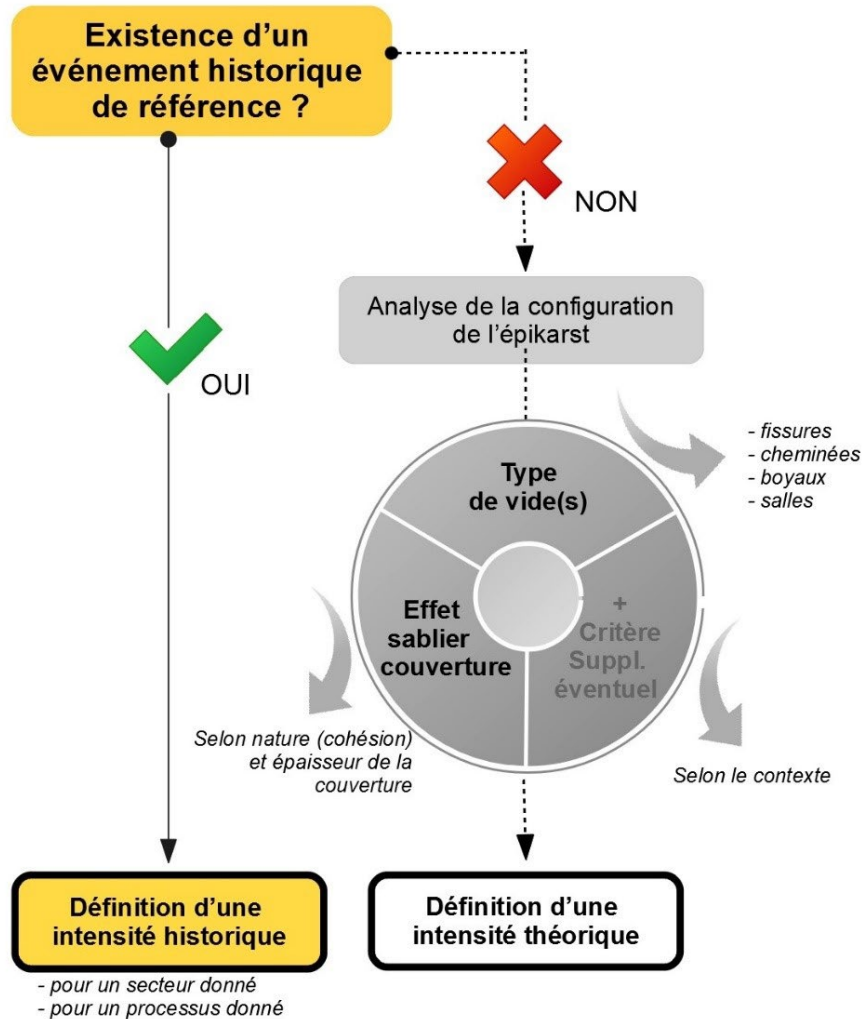 Existence d’un
événement historique
de référence ?
NON
OUI
Analyse de la configuration
de l’épikarst
- fissures
- cheminées
- boyaux
- salles
Type
de vide(s)
Effet
sablier
couverture
+
Critère
Suppl.
éventuel
Selon nature (cohésion)
et épaisseur de la
couverture
Selon le contexte
Définition d’une
intensité historique
- pour un secteur donné
- pour un processus donné
Définition d’une
intensité théorique